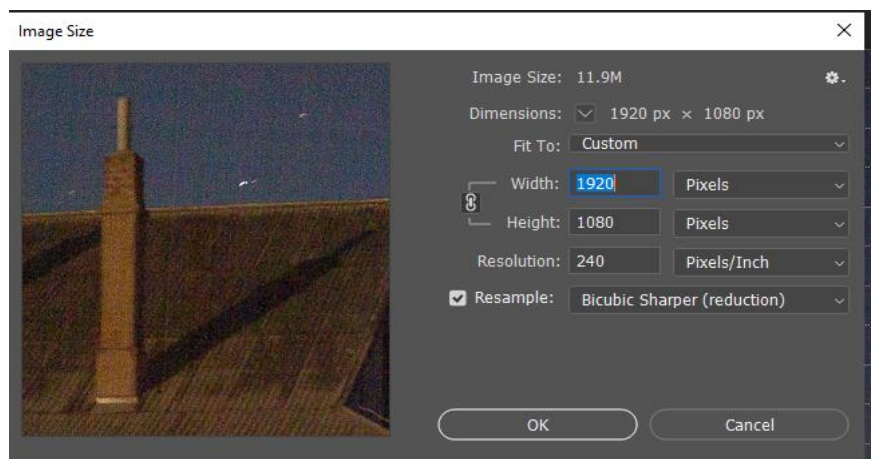 Image Size
Image Size: 11.9M
Dimensions: 1920 px × 1080 px
Fit To: Custom
Width: 1920 Pixels
Height: 1080 Pixels
Resolution: 240 Pixels/Inch
Resample: Bicubic Sharper (reduction)
OK Cancel